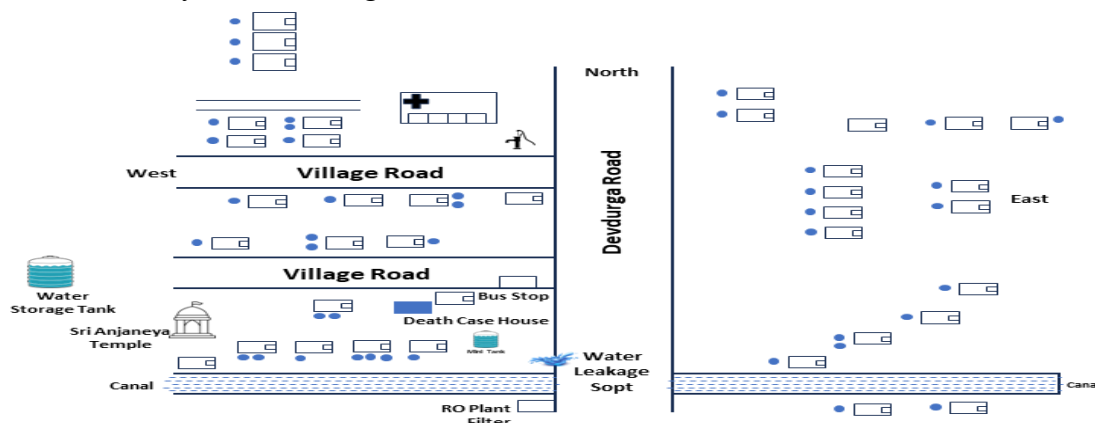 North
West
Village Road
Devdurga Road
East
Village Road
Water
Storage Tank
Bus Stop
Sri Anjaneya
Temple
Death Case House
Mini Tank
Water
Leakage
Sopt
Canal
Cana
RO Plant
Filter